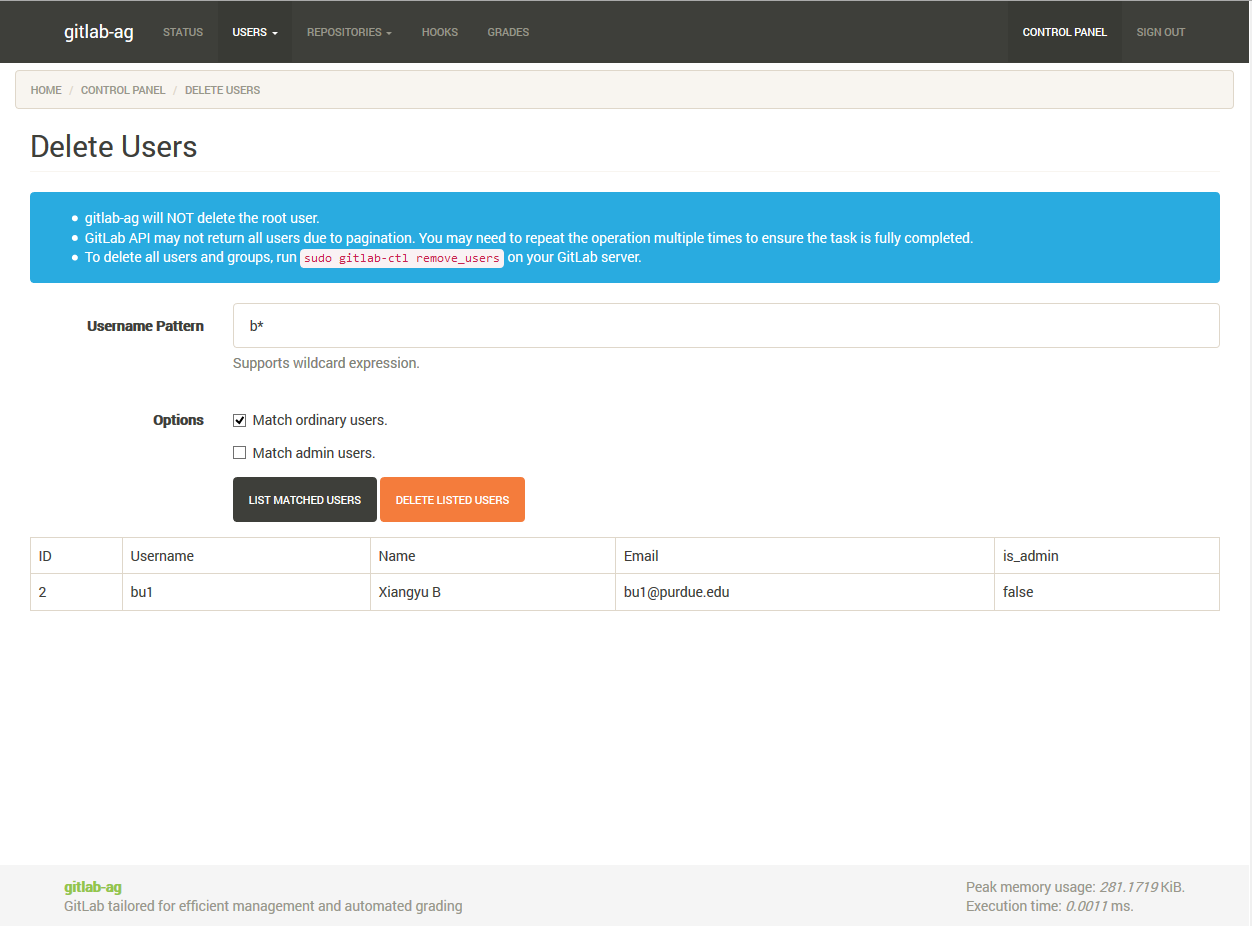 gitlab-ag STATUS USERS REPOSITORIES HOOKS GRADES CONTROL PANEL SIGN OUT
HOME / CONTROL PANEL / DELETE USERS
Delete Users
• gitlab-ag will NOT delete the root user.
• GitLab API may not return all users due to pagination. You may need to repeat the operation multiple times to ensure the task is fully completed.
• To delete all users and groups, run sudo gitlab-ctl remove_users on your GitLab server.
Username Pattern b*
Supports wildcard expression.
Options Match ordinary users.
Match admin users.
LIST MATCHED USERS DELETE LISTED USERS
ID Username Name Email is_admin
2 bu1 Xiangyu B bu1@purdue.edu false
gitlab-ag Peak memory usage: 281.1719 KiB.
GitLab tailored for efficient management and automated grading Execution time: 0.0011 ms.